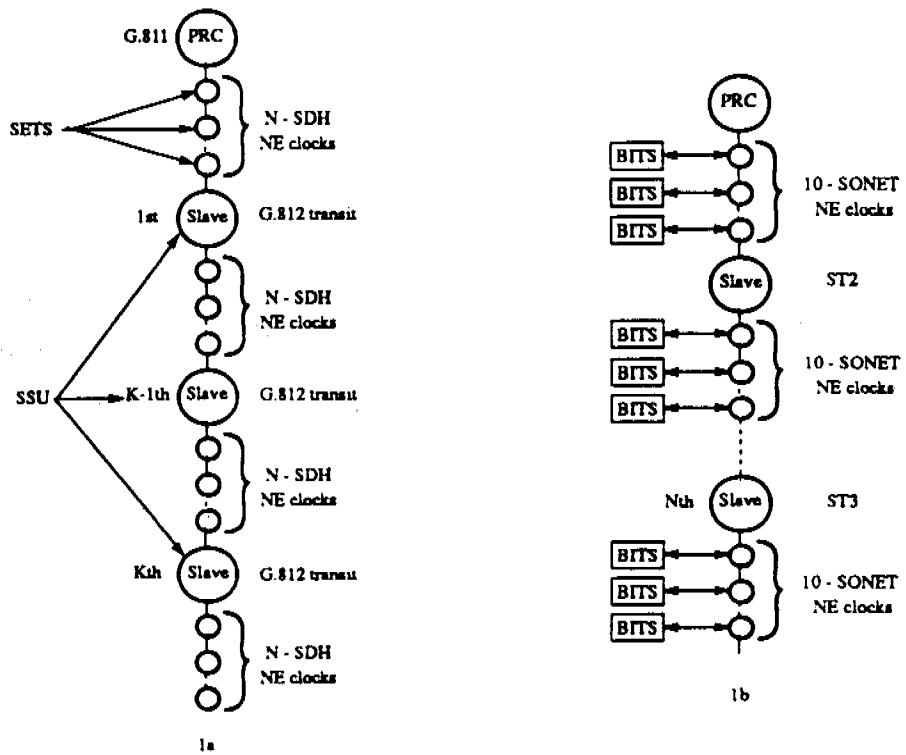 G.811 PRC
SETS
N - SDH
NE clocks
1st Slave G.812 transit
N - SDH
NE clocks
SSU
K-1th Slave G.812 transit
N - SDH
NE clocks
Kth Slave G.812 transit
N - SDH
NE clocks
1a
PRC
BITS
BITS
BITS
10 - SONET
NE clocks
Slave ST2
BITS
BITS
BITS
10 - SONET
NE clocks
Nth Slave ST3
BITS
BITS
BITS
10 - SONET
NE clocks
1b